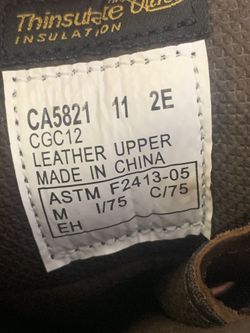 Thinsulate
INSULATION
CA5821 11 2E
CGC12
LEATHER UPPER
MADE IN CHINA
ASTM F2413-05
M I/75 C/75
EH